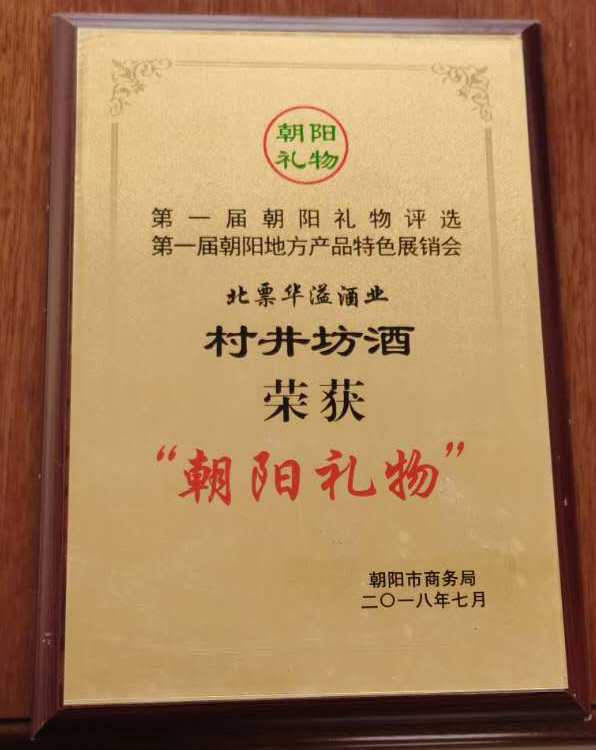 朝阳
礼物
第一届朝阳礼物评选
第一届朝阳地方产品特色展销会
北票华溢酒业
村井坊酒
荣获
“朝阳礼物”
朝阳市商务局
二〇一八年七月